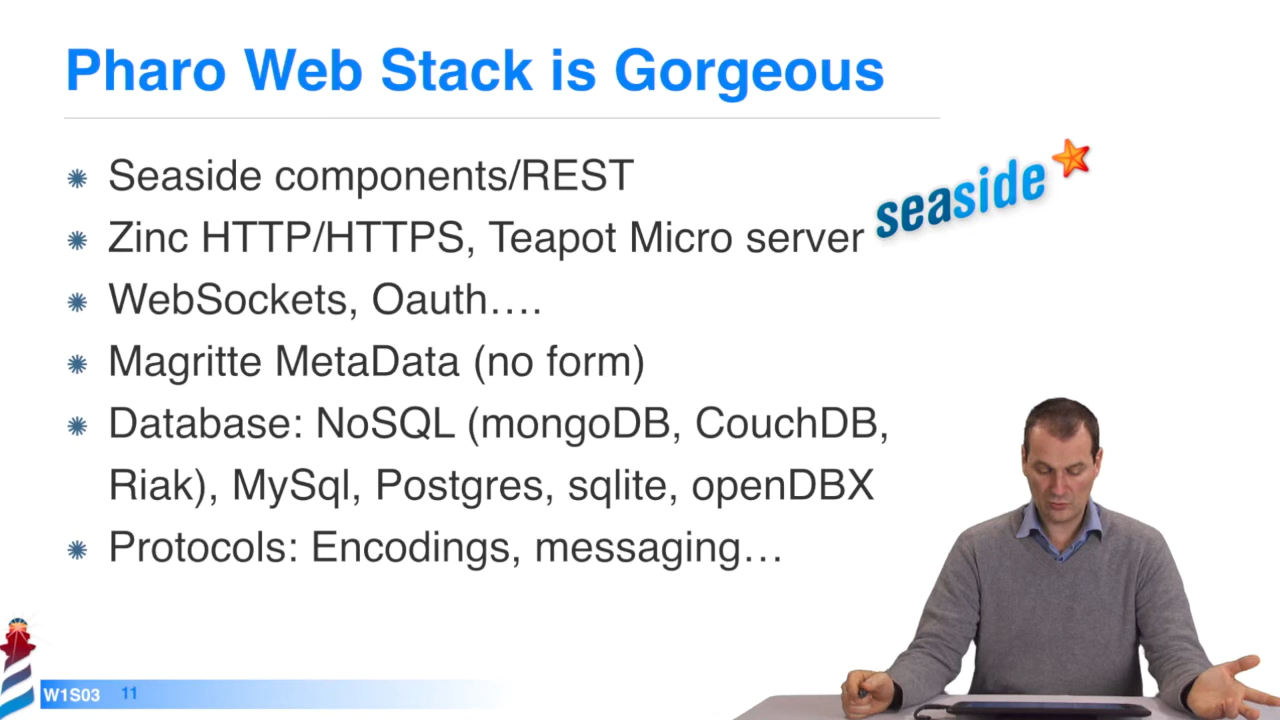 Pharo Web Stack is Gorgeous
Seaside components/REST
seaside
Zinc HTTP/HTTPS, Teapot Micro server
WebSockets, Oauth....
Magritte MetaData (no form)
Database: NoSQL (mongoDB, CouchDB,
Riak), MySql, Postgres, sqlite, openDBX
Protocols: Encodings, messaging...
W1S03 11